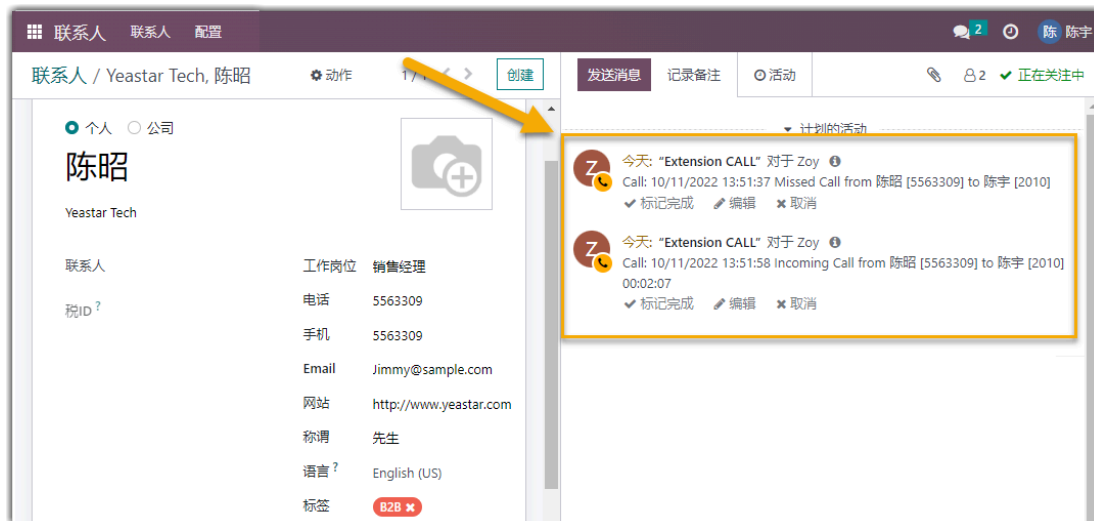 联系人 联系人 配置 2 陈 陈宇
联系人 / Yeastar Tech, 陈昭 动作 创建
发送消息 记录备注 活动 2 正在关注中
个人 公司
陈昭
Yeastar Tech
联系人
税ID ?
工作岗位 销售经理
电话 5563309
手机 5563309
Email Jimmy@sample.com
网站 http://www.yeastar.com
称谓 先生
语言 ? English (US)
标签 B2B
计划的活动
Z 今天: "Extension CALL" 对于 Zoy
Call: 10/11/2022 13:51:37 Missed Call from 陈昭 [5563309] to 陈宇 [2010]
标记完成 编辑 取消
Z 今天: "Extension CALL" 对于 Zoy
Call: 10/11/2022 13:51:58 Incoming Call from 陈昭 [5563309] to 陈宇 [2010]
00:02:07
标记完成 编辑 取消